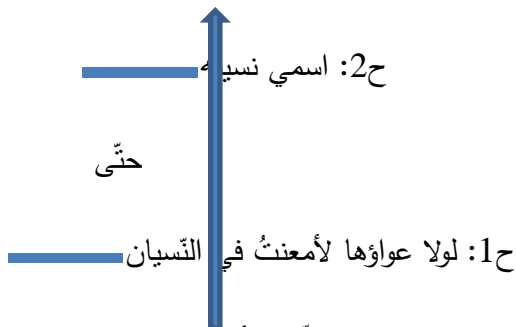 ح2: اسمي نسيته
حتّى
ح1: لولا عواؤها لأمعنتُ في النّسيان